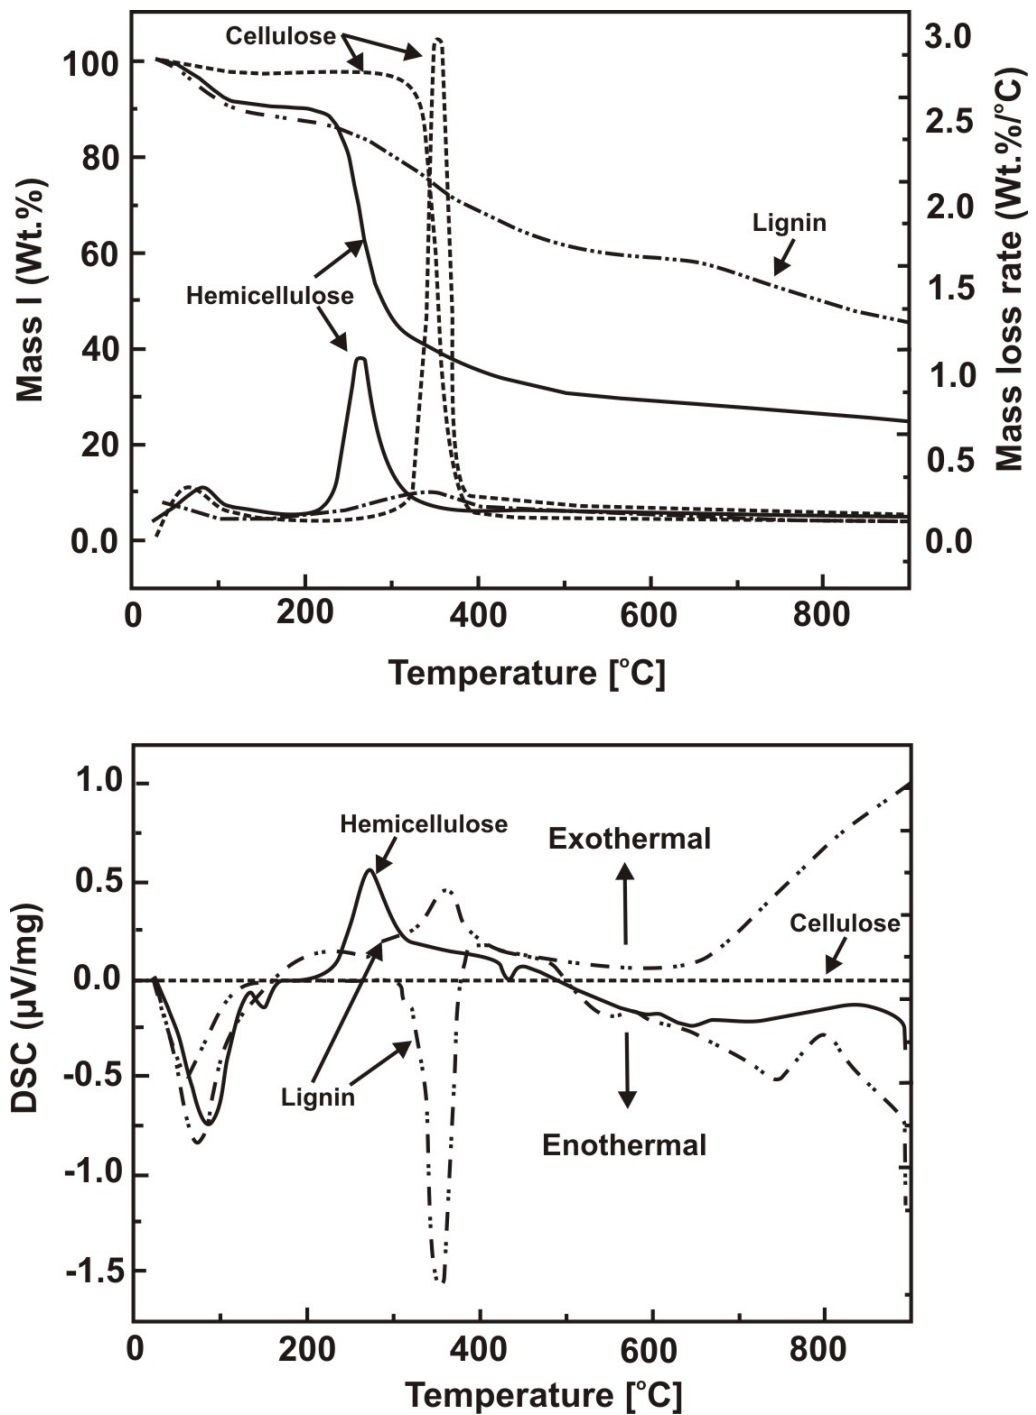 Cellulose
3.0
100
2.5
80
2.0
Lignin
60
1.5
Hemicellulose
40
1.0
20
0.5
0.0
0.0
Mass I (Wt.%)
Mass loss rate (Wt.%/°C)
0
200
400
600
800
Temperature [°C]
1.0
Hemicellulose
Exothermal
0.5
Cellulose
0.0
-0.5
Lignin
Enothermal
-1.0
-1.5
DSC (µV/mg)
0
200
400
600
800
Temperature [°C]